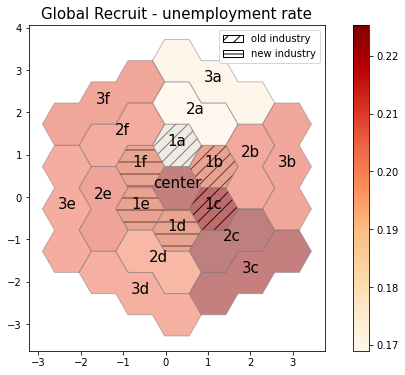 Global Recruit - unemployment rate
old industry
new industry
3a
3f
2a
2f
1a
2b
1f
1b
3b
center
2e
3e
1e
1c
1d
2c
2d
3c
3d
4
3
2
1
0
−1
−2
−3
−3
−2
−1
0
1
2
3
0.22
0.21
0.20
0.19
0.18
0.17